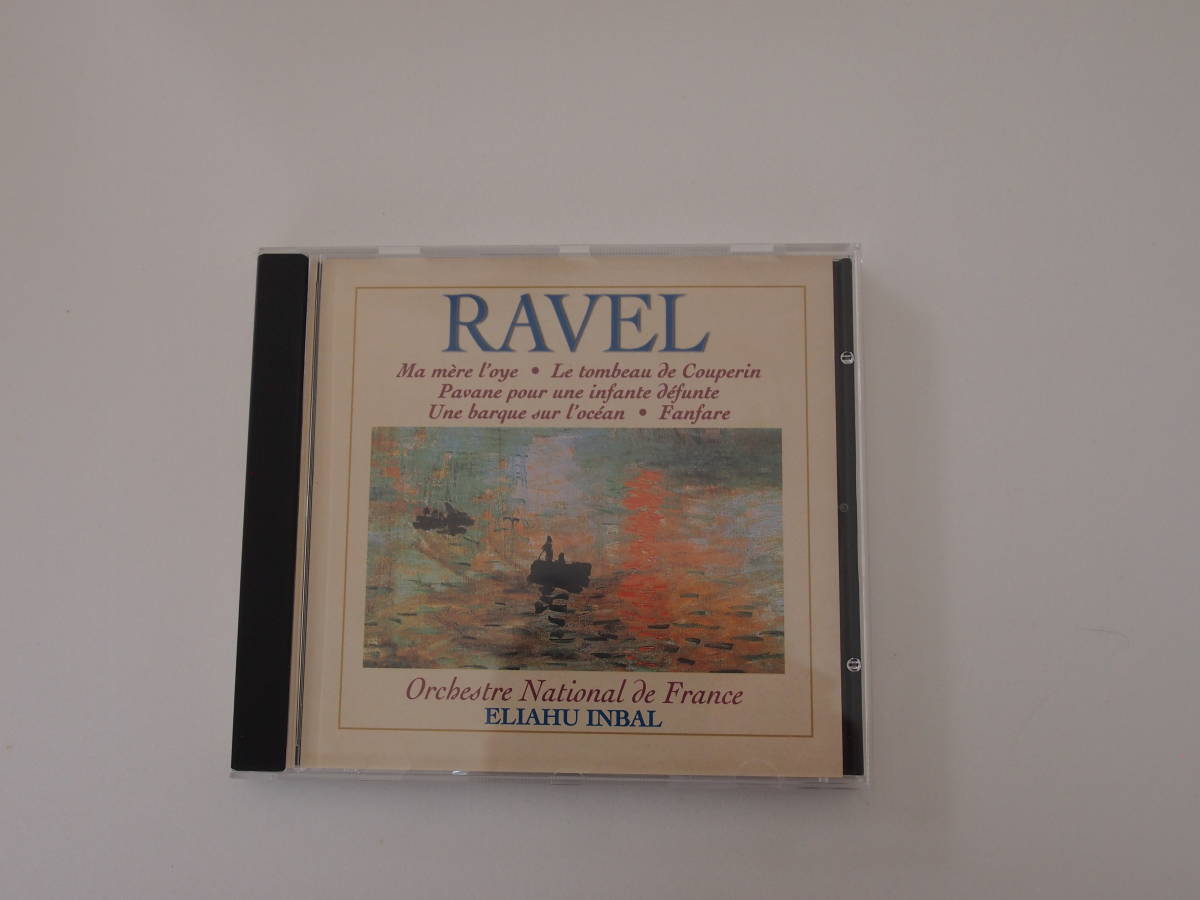 RAVEL
Ma mère l'oye • Le tombeau de Couperin
Pavane pour une infante défunte
Une barque sur l'océan • Fanfare
Orchestre National de France
ELIAHU INBAL